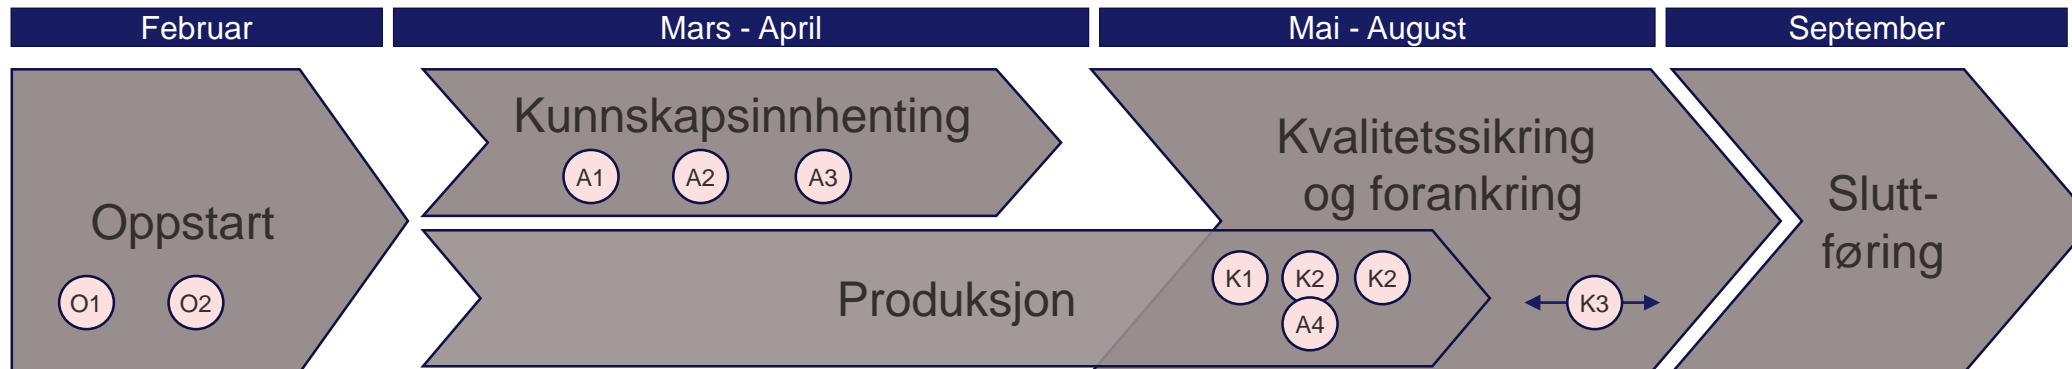 Februar
Mars - April
Mai - August
September
Oppstart
O1
O2
Kunnskapsinnhenting
A1
A2
A3
Produksjon
Kvalitetssikring
og forankring
K1
K2
K2
A4
K3
Slutt-
føring